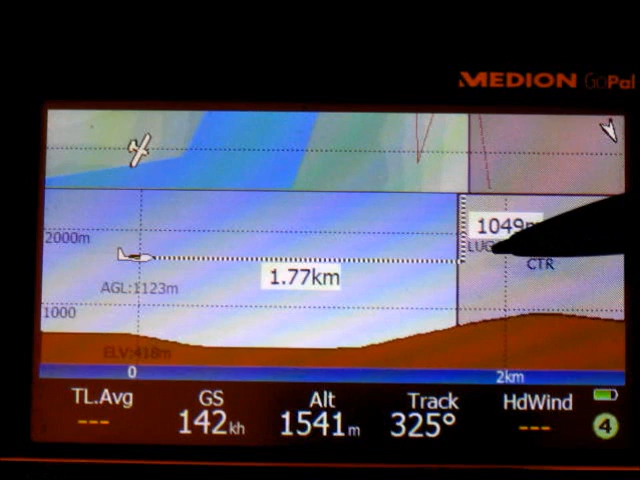 MEDION GoPal
1049m
2000m
LUG
CTR
1.77km
AGL:1123m
1000
ELV:418m
0
2km
TL.Avg GS Alt Track HdWind
--- 142kh 1541m 325° --- 4